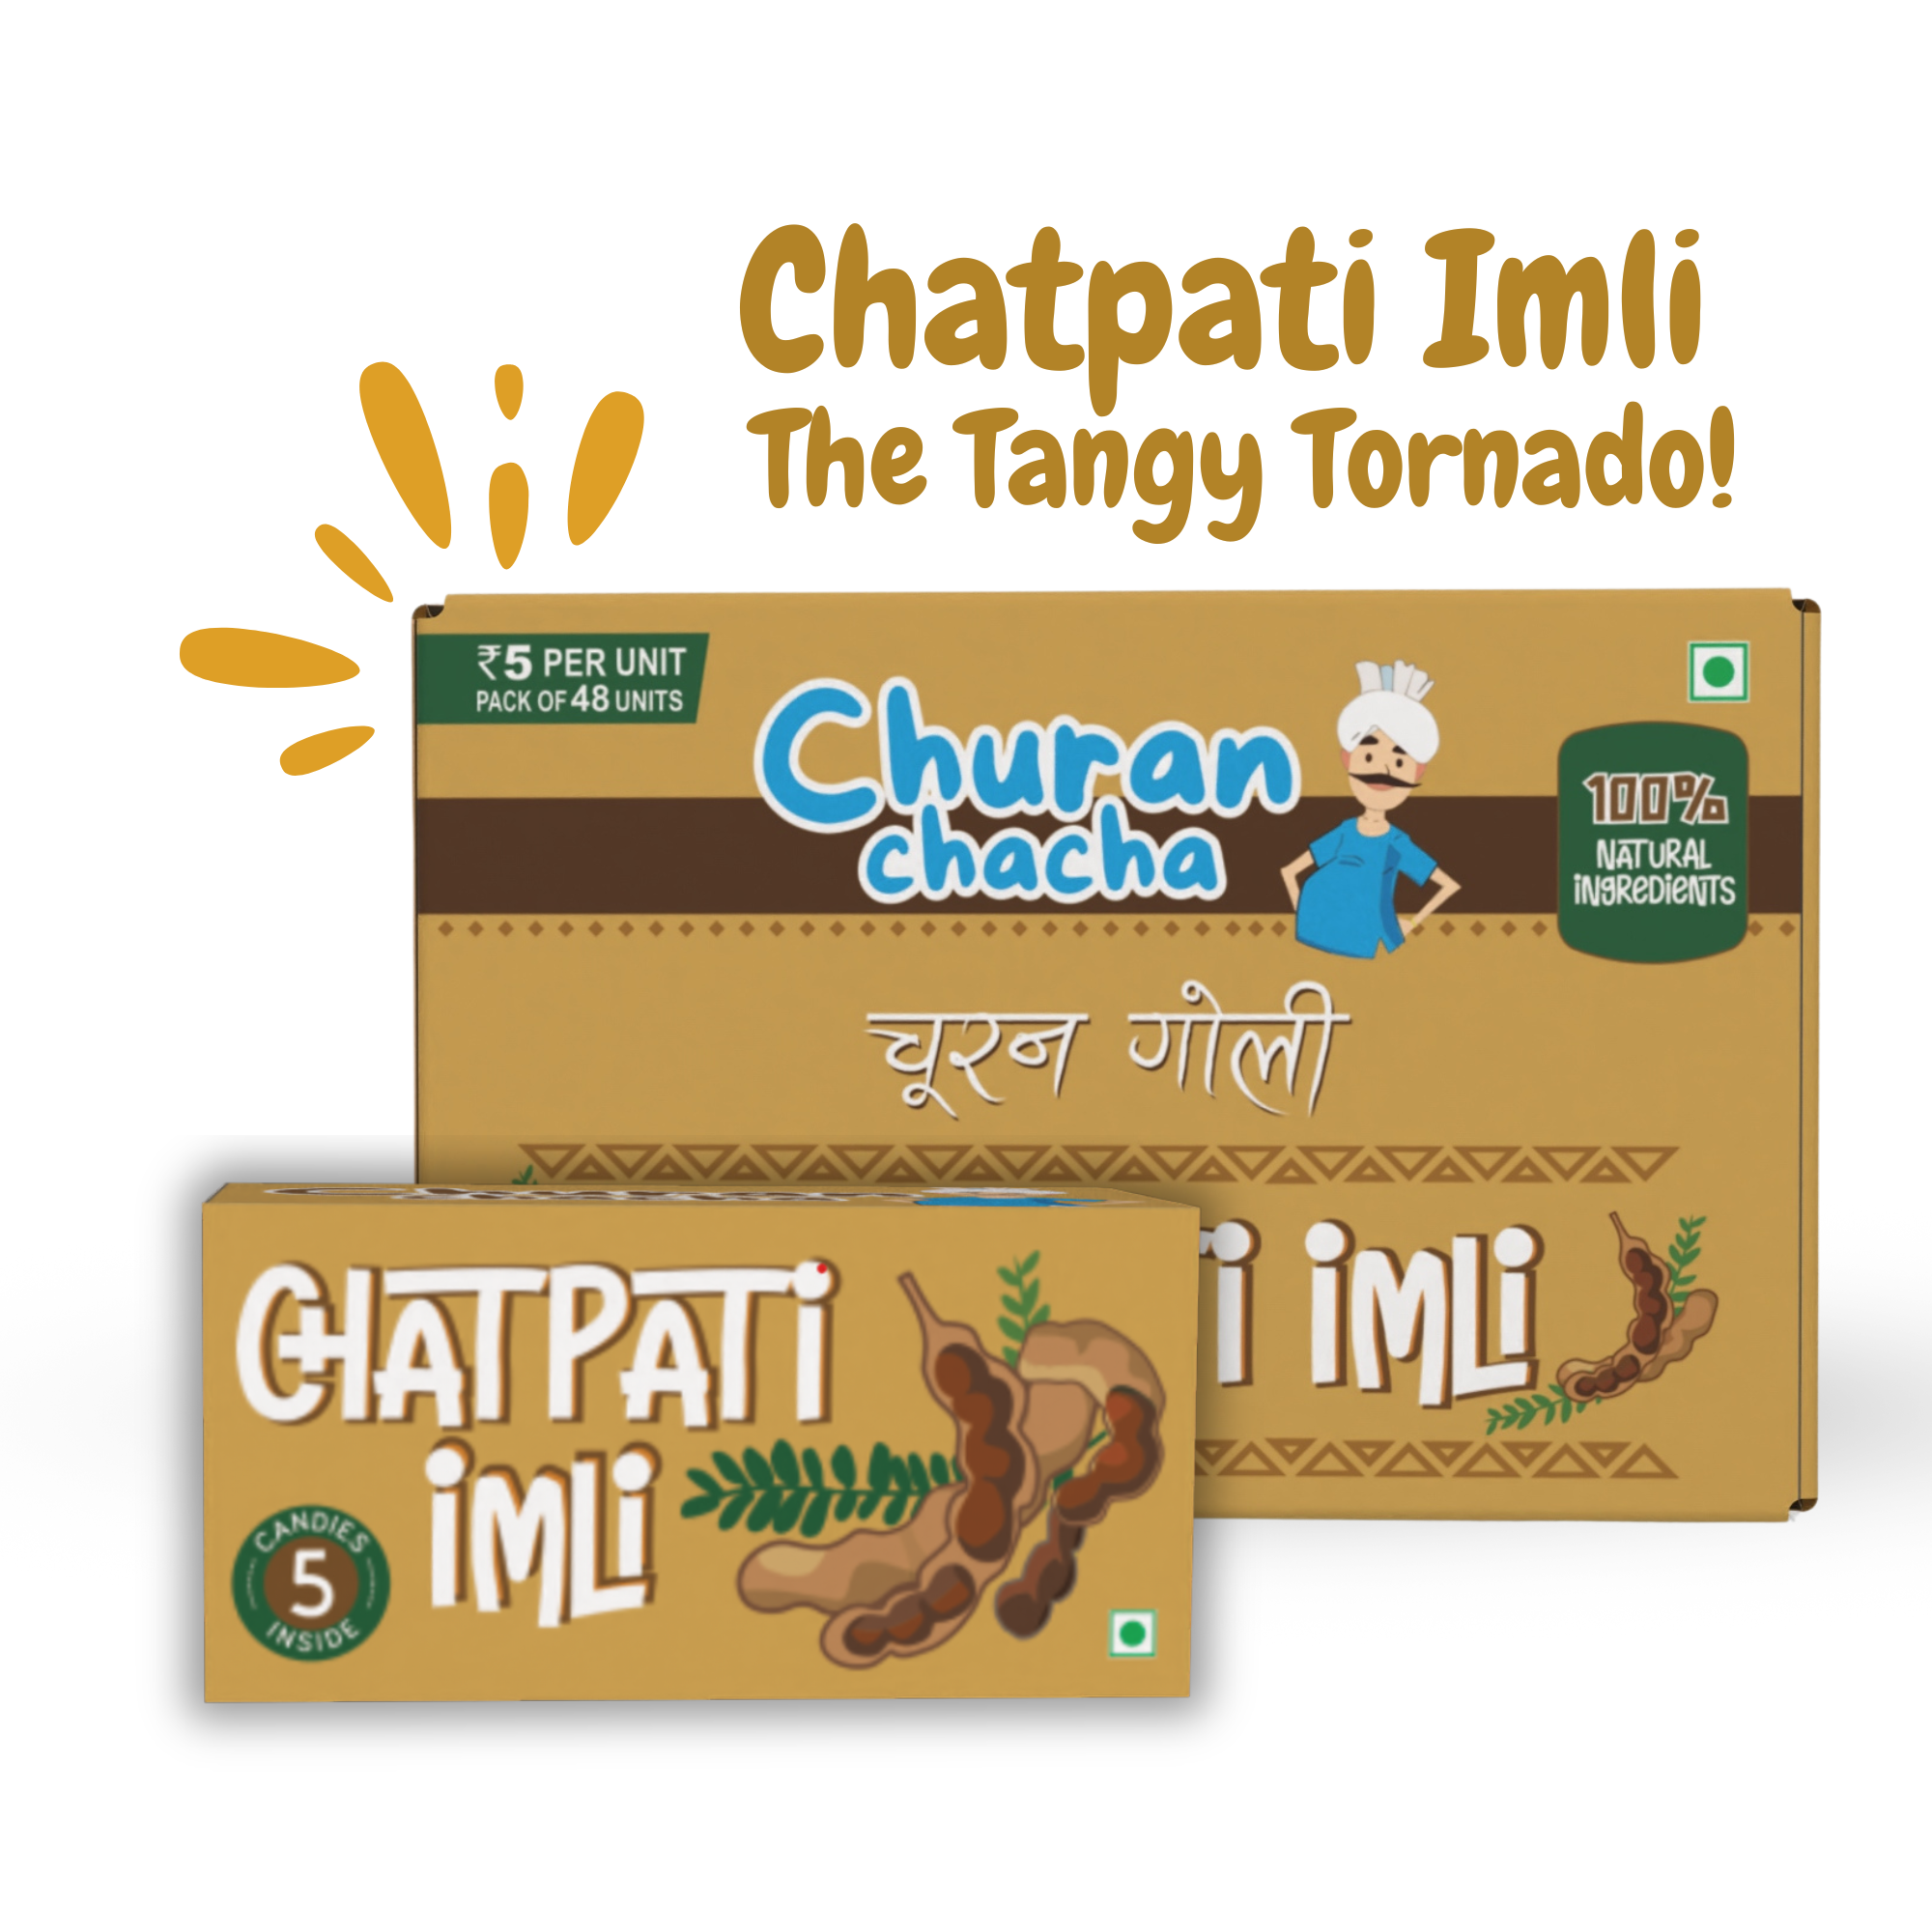 Chatpati Imli
The Tangy Tornado!
₹5 PER UNIT
PACK OF 48 UNITS
Churan
chacha
100%
NATURAL
iNgReDieNTS
चूरन गोली
iMLi
CHATPATi
iMLi
CANDIES
5
INSIDE